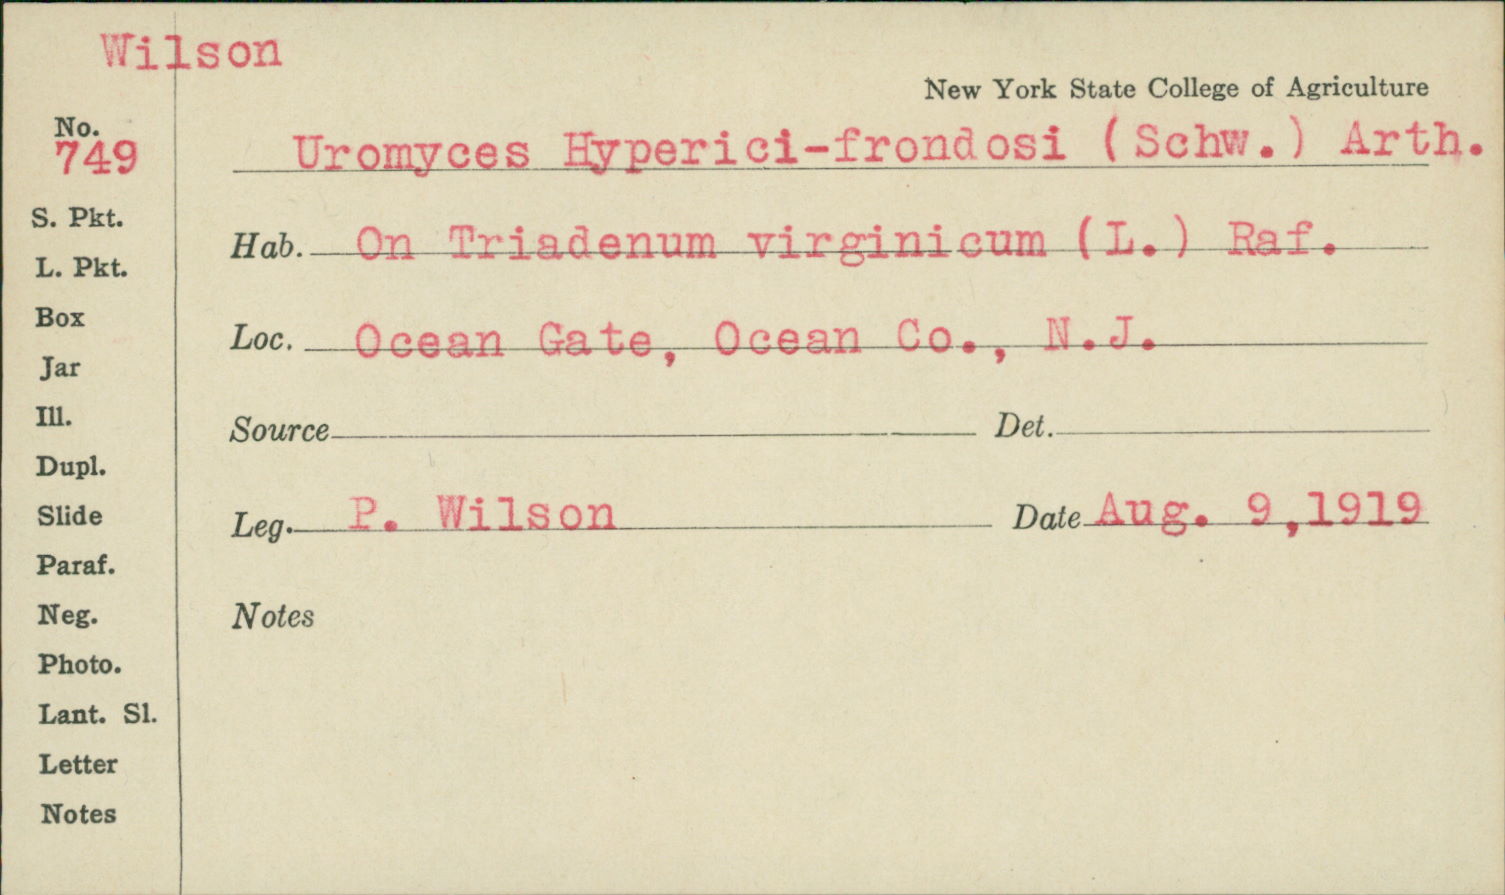 Wilson
New York State College of Agriculture
No.
749
Uromyces Hyperici-frondosi (Schw.) Arth.
S. Pkt.
Hab. On Triadenum virginicum (L.) Raf.
L. Pkt.
Box
Loc. Ocean Gate, Ocean Co., N.J.
Jar
Ill.
Source Det.
Dupl.
Slide
Leg. P. Wilson Date Aug. 9,1919
Paraf.
Neg.
Notes
Photo.
Lant. Sl.
Letter
Notes